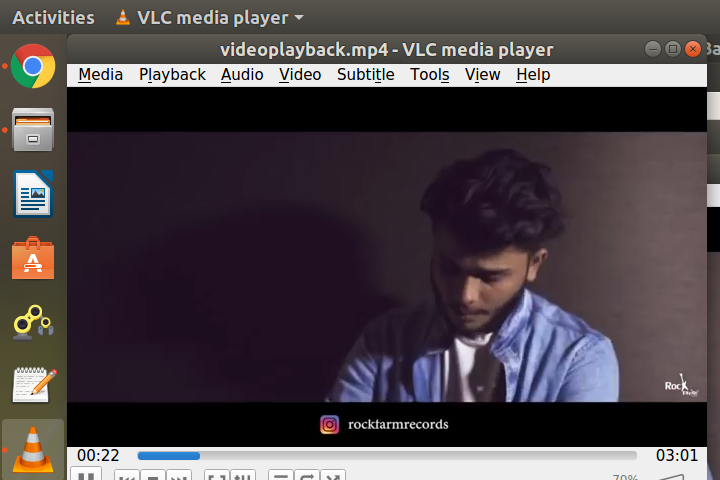 Activities VLC media player
videoplayback.mp4 - VLC media player
Media Playback Audio Video Subtitle Tools View Help
Rock
rockfarmrecords
00:22 03:01
70%